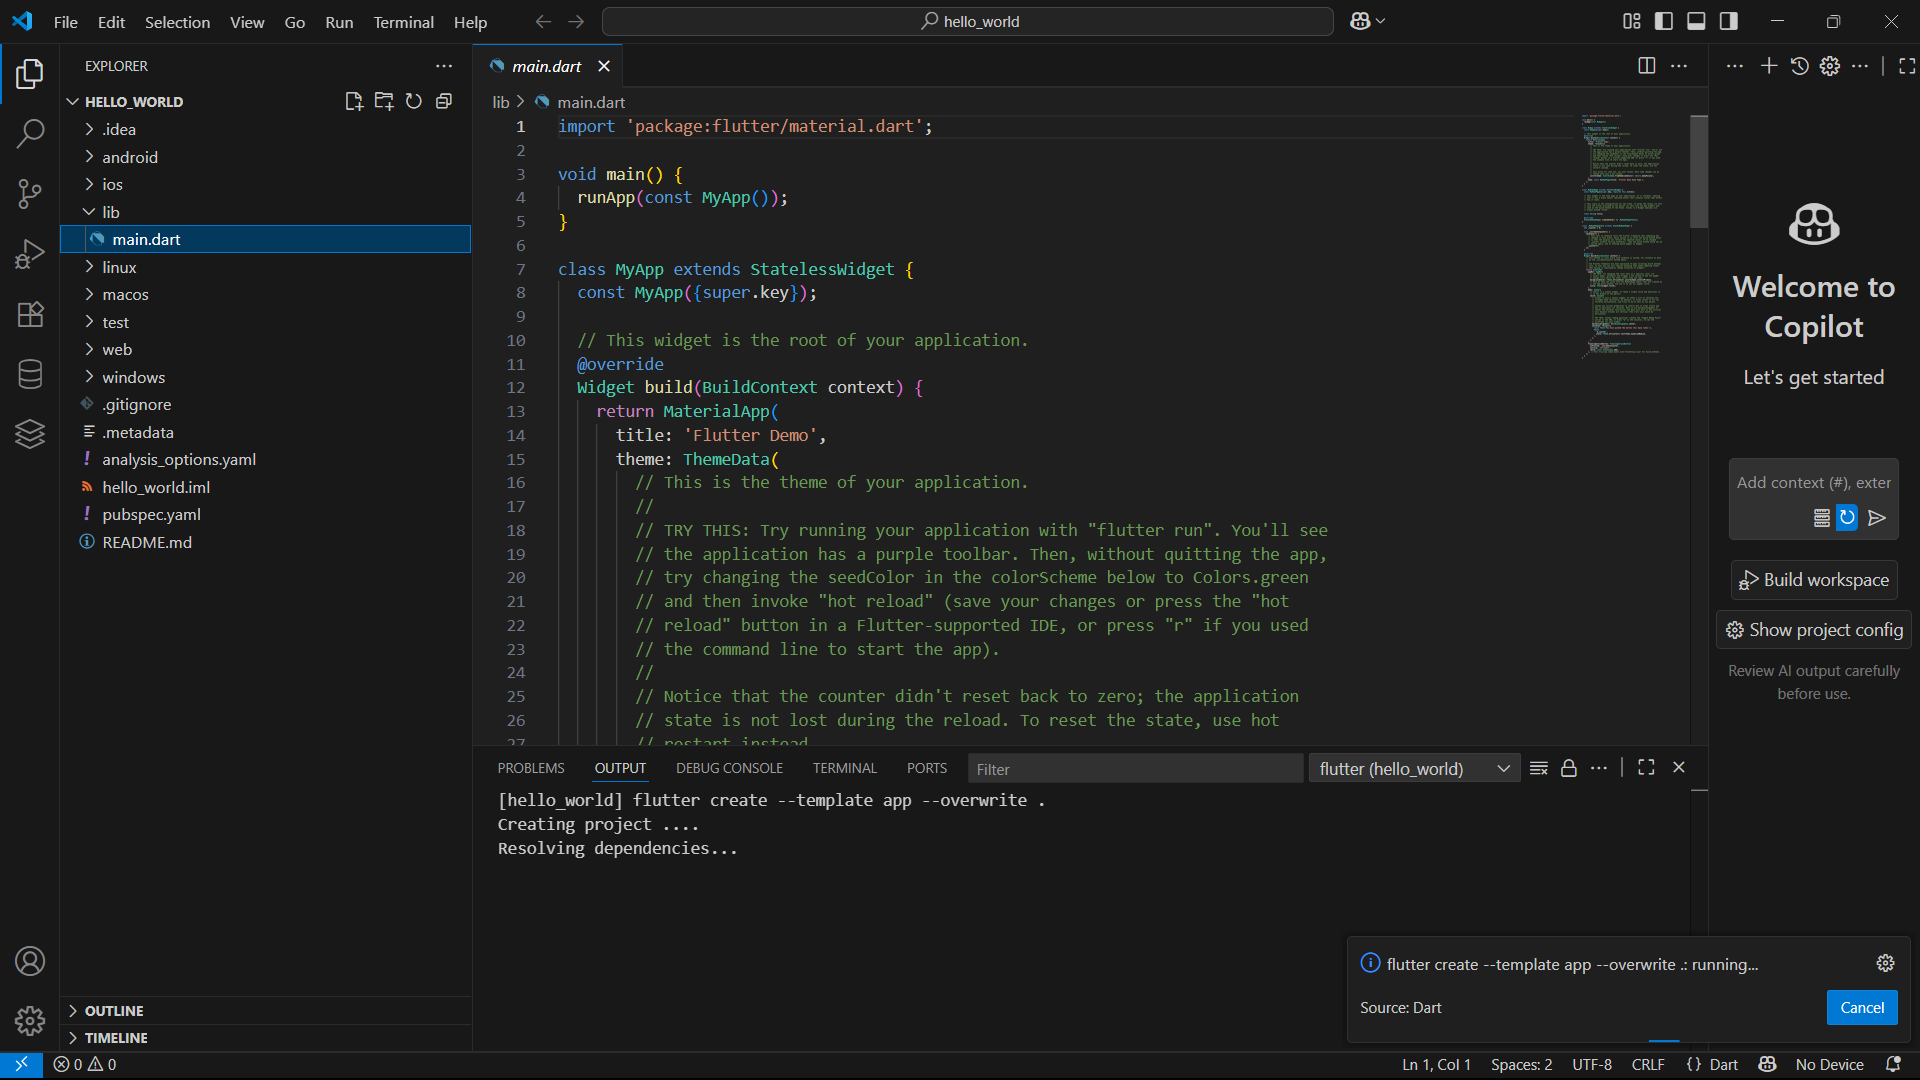 File Edit Selection View Go Run Terminal Help
hello_world
EXPLORER
HELLO_WORLD
.idea
android
ios
lib
main.dart
linux
macos
test
web
windows
.gitignore
.metadata
analysis_options.yaml
hello_world.iml
pubspec.yaml
README.md
OUTLINE
TIMELINE
main.dart
lib > main.dart
1 import 'package:flutter/material.dart';
2
3 void main() {
4 runApp(const MyApp());
5 }
6
7 class MyApp extends StatelessWidget {
8 const MyApp({super.key});
9
10 // This widget is the root of your application.
11 @override
12 Widget build(BuildContext context) {
13 return MaterialApp(
14 title: 'Flutter Demo',
15 theme: ThemeData(
16 // This is the theme of your application.
17 //
18 // TRY THIS: Try running your application with "flutter run". You'll see
19 // the application has a purple toolbar. Then, without quitting the app,
20 // try changing the seedColor in the colorScheme below to Colors.green
21 // and then invoke "hot reload" (save your changes or press the "hot
22 // reload" button in a Flutter-supported IDE, or press "r" if you used
23 // the command line to start the app).
24 //
25 // Notice that the counter didn't reset back to zero; the application
26 // state is not lost during the reload. To reset the state, use hot
27 // restart instead
PROBLEMS OUTPUT DEBUG CONSOLE TERMINAL PORTS Filter flutter (hello_world)
[hello_world] flutter create --template app --overwrite .
Creating project ....
Resolving dependencies...
Welcome to
Copilot
Let's get started
Add context (#), exter
Build workspace
Show project config
Review AI output carefully
before use.
flutter create --template app --overwrite .: running...
Source: Dart
Cancel
0 0
Ln 1, Col 1 Spaces: 2 UTF-8 CRLF {} Dart No Device